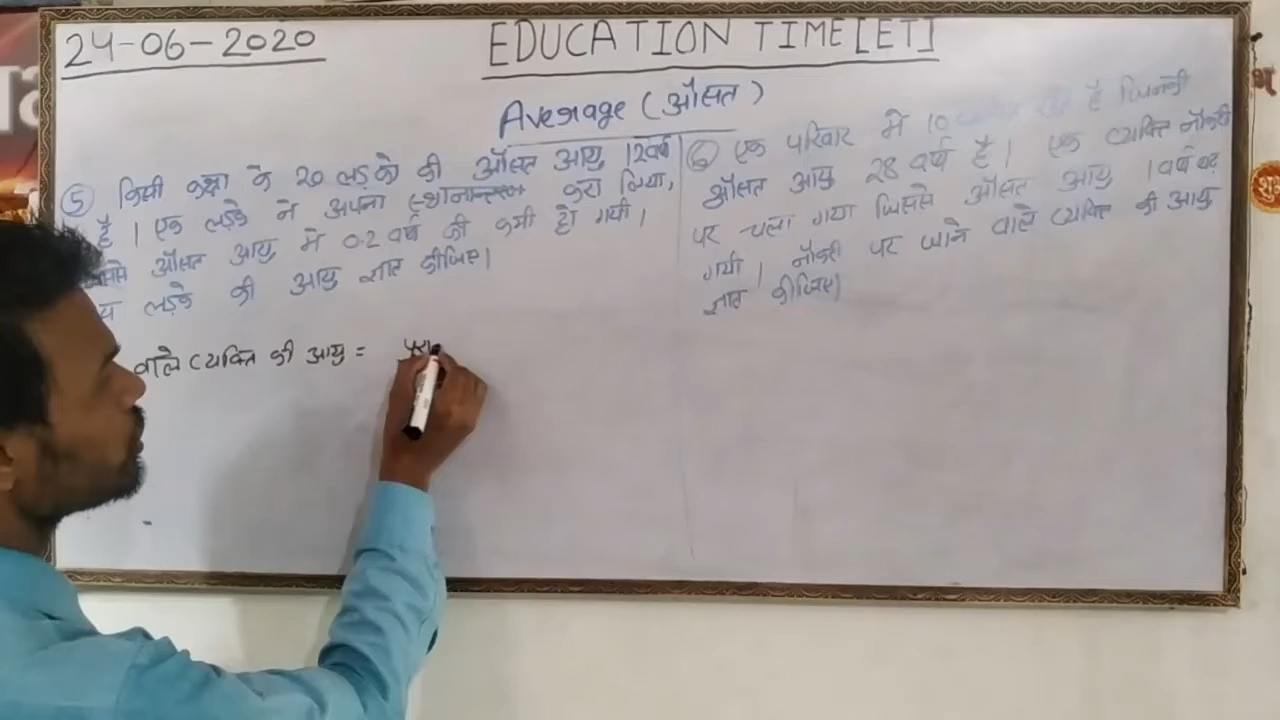 24-06-2020
EDUCATION TIME[ET]
Average (औसत)
⑤ किसी कक्षा के 20 लड़को की औसत आयु 12वर्ष
है । एक लड़के ने अपना स्थानान्तरण करा लिया,
औसत आयु में 0.2 वर्ष की कमी हो गयी।
लड़के की आयु ज्ञात कीजिए।
वाले व्यक्ति की आयु =
⑥ एक परिवार में 10 है जिनकी
औसत आयु 28 वर्ष है। एक व्यक्ति नौकरी
पर चला गया जिससे औसत आयु 1 वर्ष बढ़
गयी। नौकरी पर जाने वाले व्यक्ति की आयु
ज्ञात कीजिए।